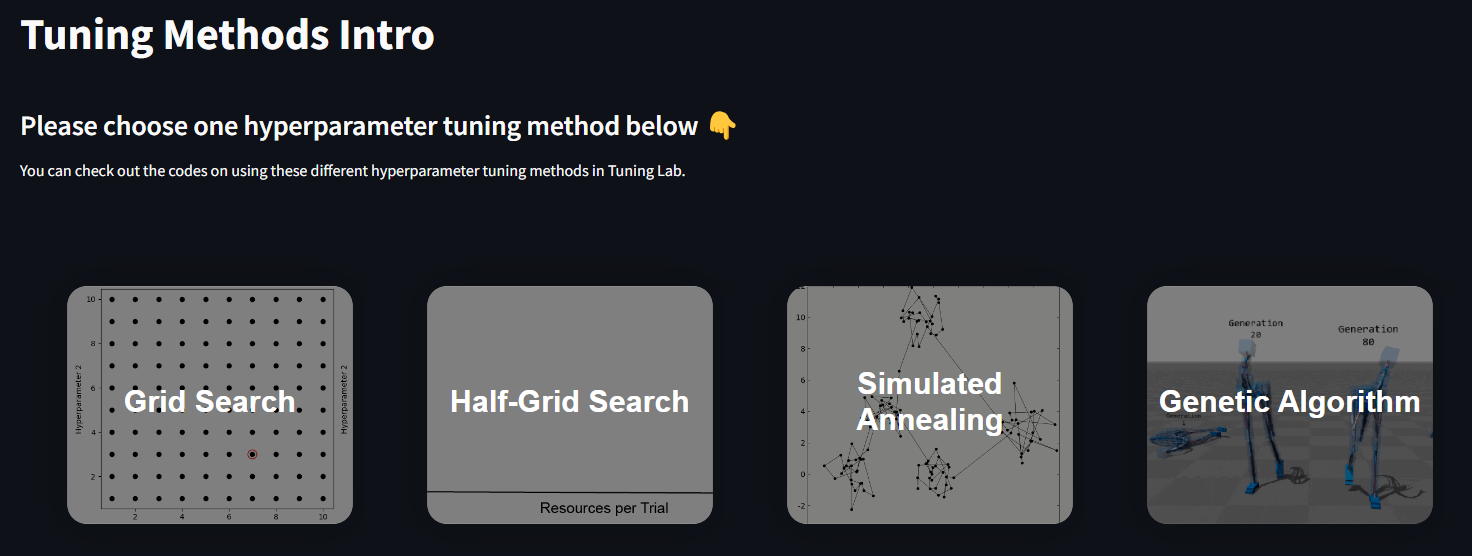 Tuning Methods Intro
Please choose one hyperparameter tuning method below 👇
You can check out the codes on using these different hyperparameter tuning methods in Tuning Lab.
Grid Search
10
8
6
4
2
2
4
6
8
10
Hyperparameter 2
Hyperparameter 2
Half-Grid Search
Resources per Trial
Simulated
Annealing
10
8
6
4
2
0
-2
Genetic Algorithm
Generation
20
Generation
80
Generation